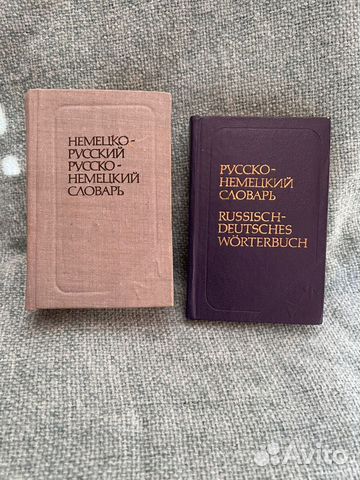 НЕМЕЦКО-
РУССКИЙ
РУССКО-
НЕМЕЦКИЙ
СЛОВАРЬ
РУССКО-
НЕМЕЦКИЙ
СЛОВАРЬ
RUSSISCH-
DEUTSCHES
WÖRTERBUCH
Avito